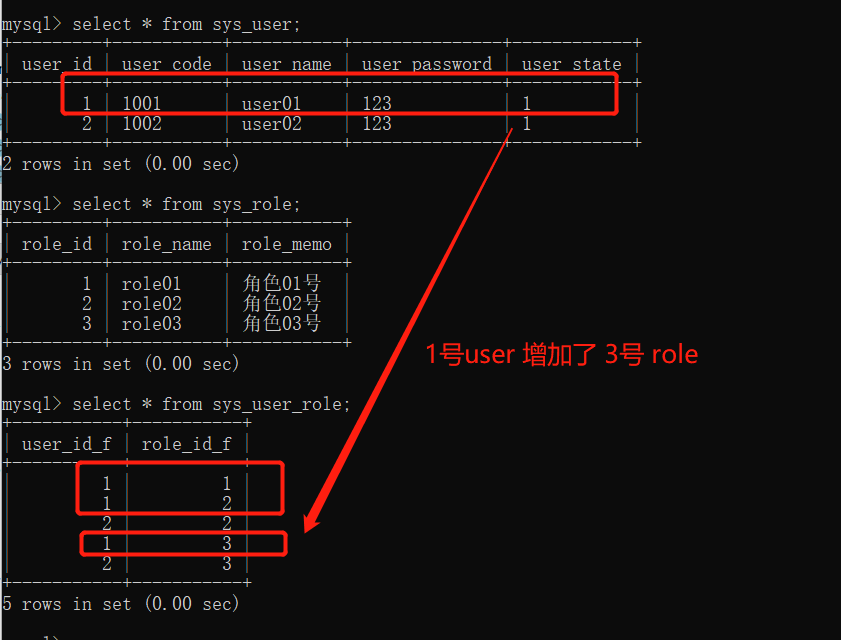 mysql> select * from sys_user;
+---------+-----------+-----------+---------------+------------+
| user_id | user_code | user_name | user_password | user_state |
+---------+-----------+-----------+---------------+------------+
| 1 | 1001 | user01 | 123 | 1 |
| 2 | 1002 | user02 | 123 | 1 |
+---------+-----------+-----------+---------------+------------+
2 rows in set (0.00 sec)
mysql> select * from sys_role;
+---------+-----------+-----------+
| role_id | role_name | role_memo |
+---------+-----------+-----------+
| 1 | role01 | 角色01号 |
| 2 | role02 | 角色02号 |
| 3 | role03 | 角色03号 |
+---------+-----------+-----------+
3 rows in set (0.00 sec)
1号user 增加了 3号 role
mysql> select * from sys_user_role;
+-----------+-----------+
| user_id_f | role_id_f |
+-----------+-----------+
| 1 | 1 |
| 1 | 2 |
| 2 | 2 |
| 1 | 3 |
| 2 | 3 |
+-----------+-----------+
5 rows in set (0.00 sec)